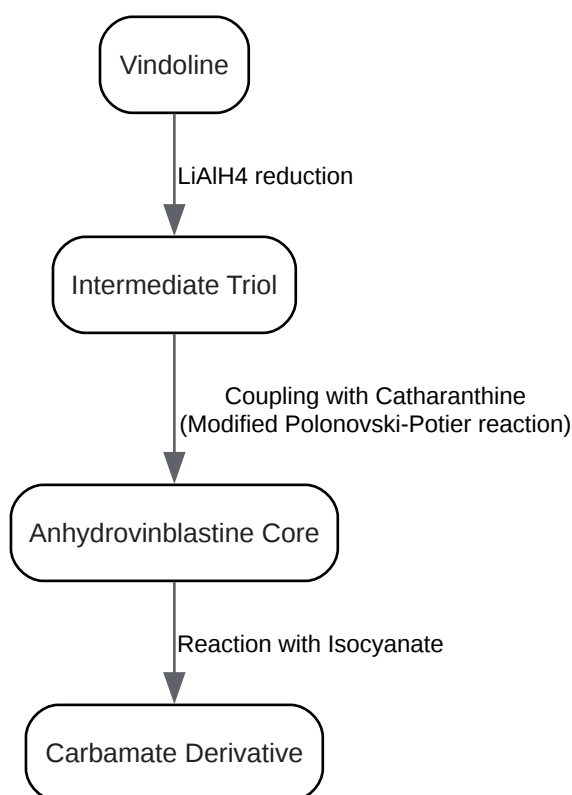 Vindoline
LiAlH4 reduction
Intermediate Triol
Coupling with Catharanthine
(Modified Polonovski-Potier reaction)
Anhydrovinblastine Core
Reaction with Isocyanate
Carbamate Derivative